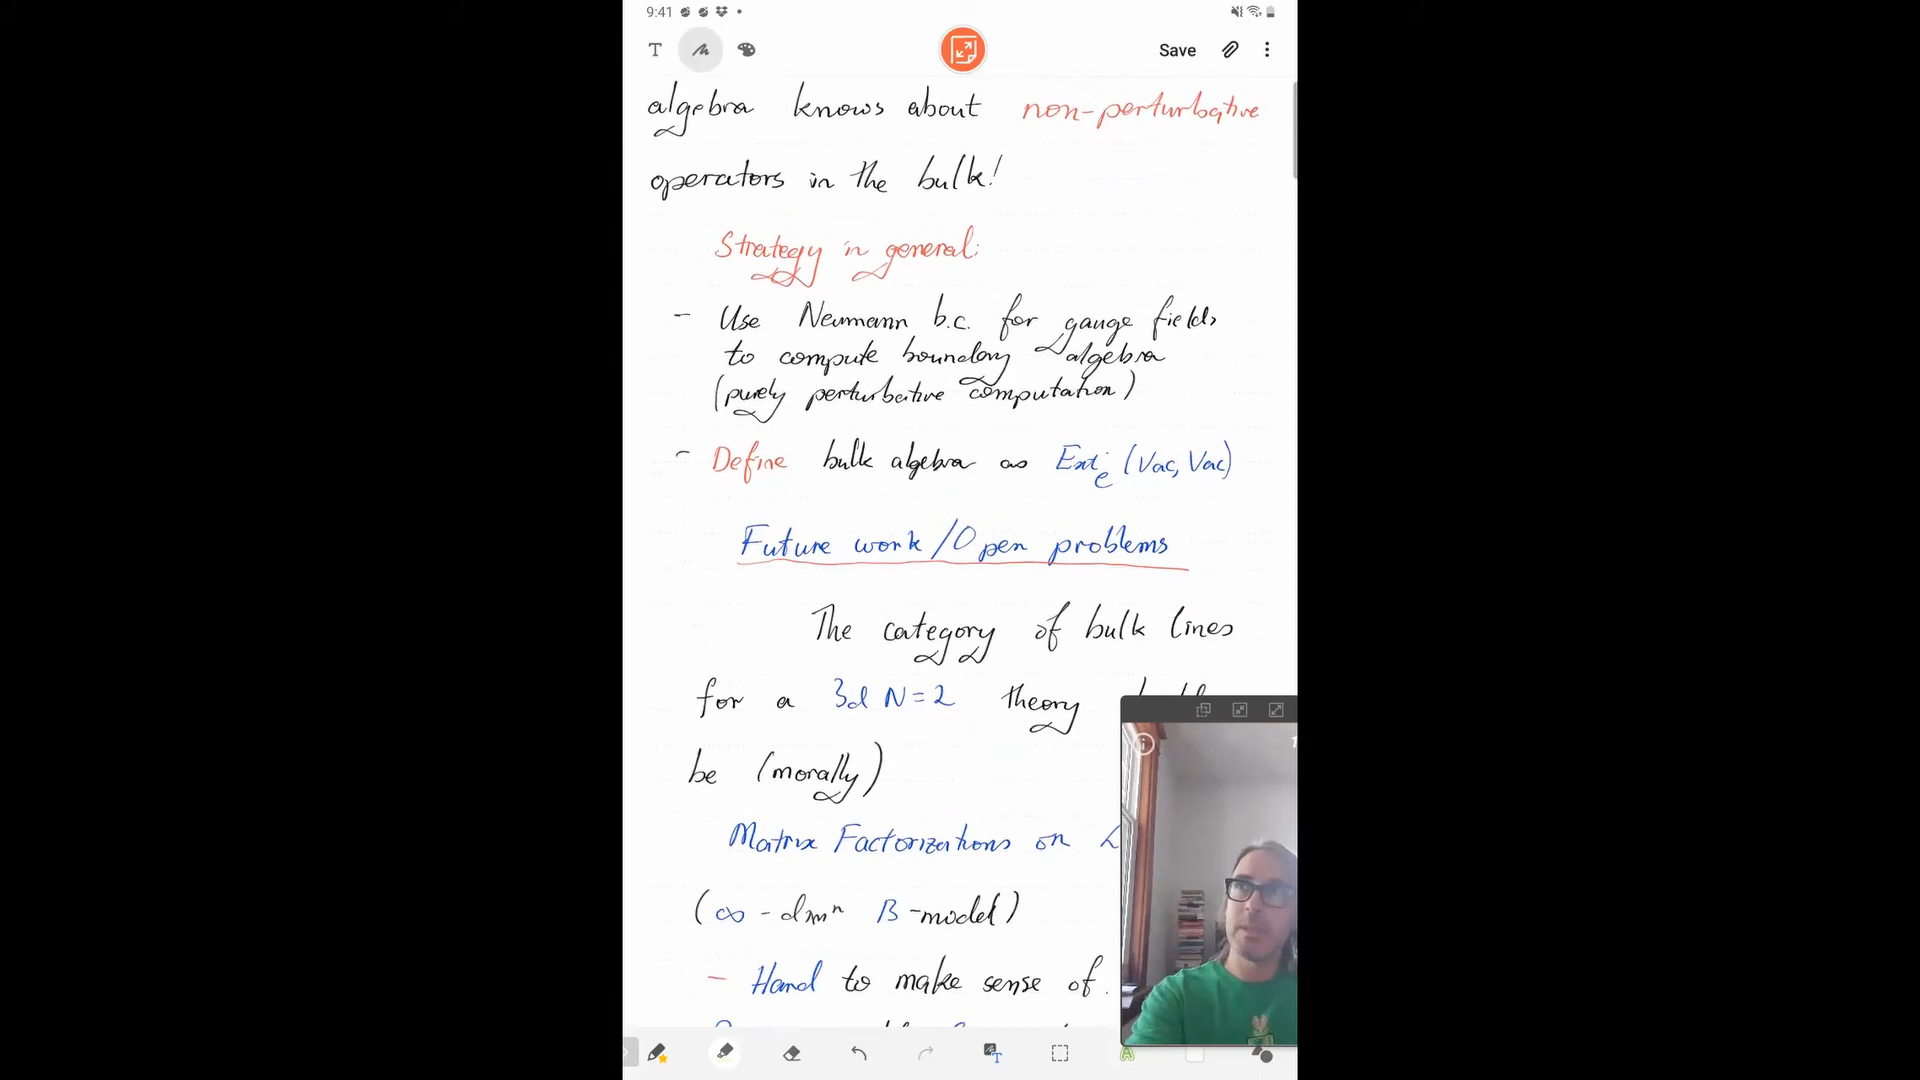 9:41
T
Save
algebra knows about non-perturbative
operators in the bulk!
Strategy in general:
- Use Neumann b.c. for gauge fields
to compute boundary algebra
(purely perturbative computation)
- Define bulk algebra as Ext_e (Vac, Vac)
Future work/Open problems
The category of bulk lines
for a 3d N=2 theory
be (morally)
Matrix Factorizations on
(∞-dimⁿ B-model)
- Hard to make sense of.